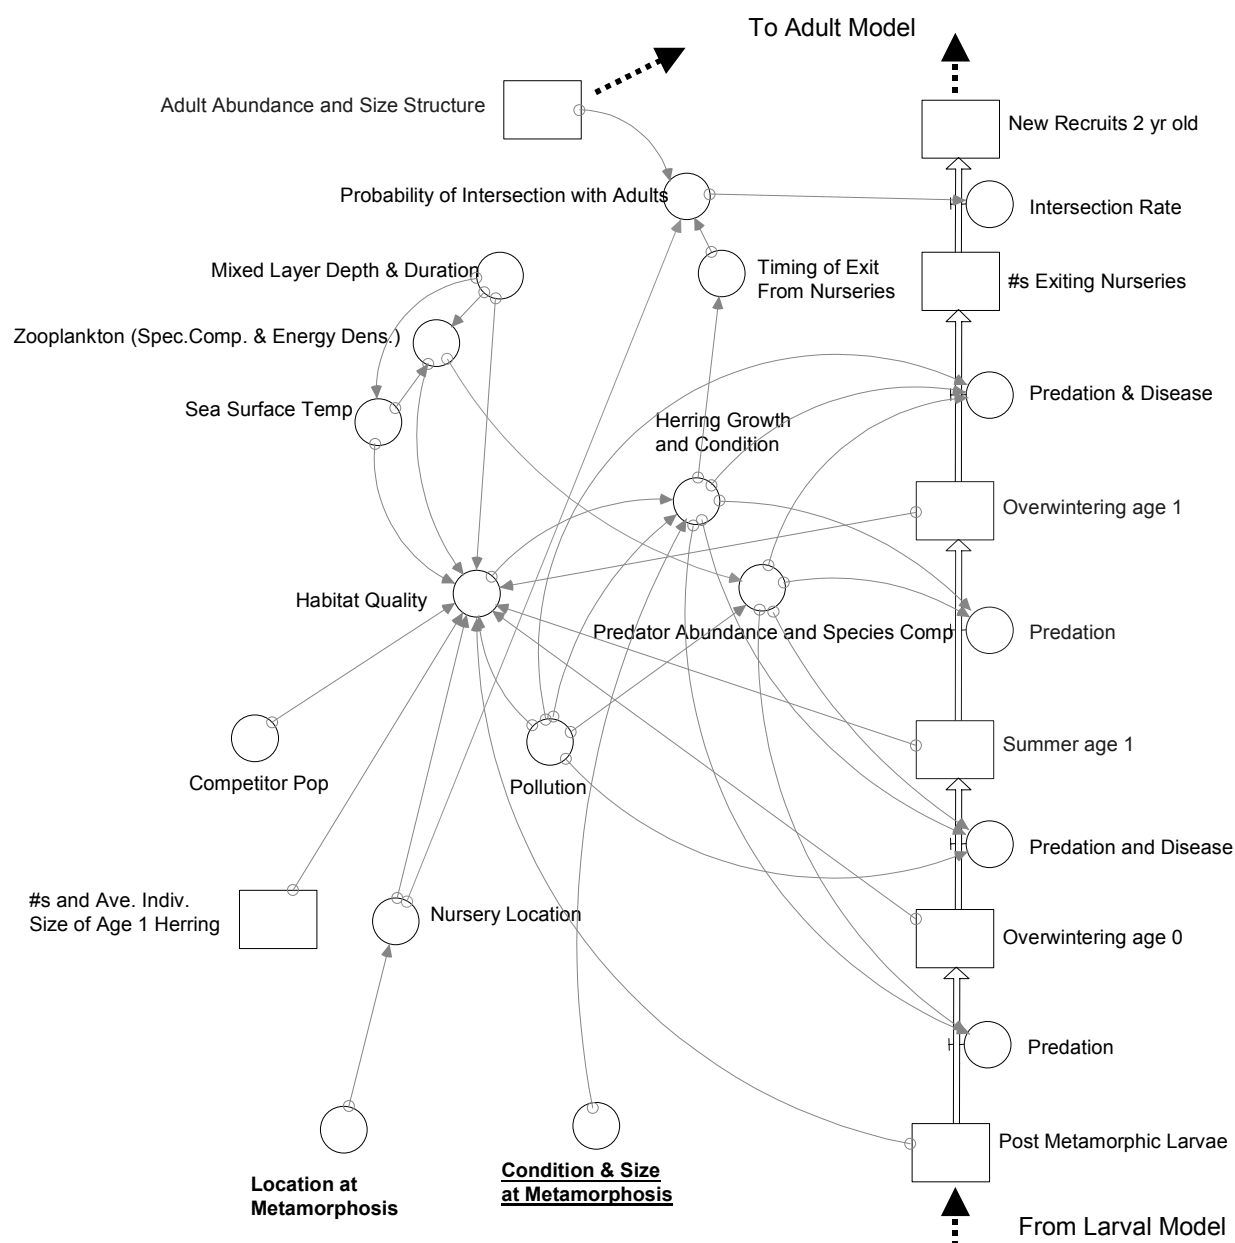 To Adult Model
Adult Abundance and Size Structure
New Recruits 2 yr old
Probability of Intersection with Adults
Intersection Rate
Mixed Layer Depth & Duration
Timing of Exit
From Nurseries
#s Exiting Nurseries
Zooplankton (Spec.Comp. & Energy Dens.)
Sea Surface Temp
Predation & Disease
Herring Growth
and Condition
Overwintering age 1
Habitat Quality
Predator Abundance and Species Comp
Predation
Summer age 1
Competitor Pop
Pollution
Predation and Disease
#s and Ave. Indiv.
Size of Age 1 Herring
Nursery Location
Overwintering age 0
Predation
Post Metamorphic Larvae
Location at
Metamorphosis
Condition & Size
at Metamorphosis
From Larval Model